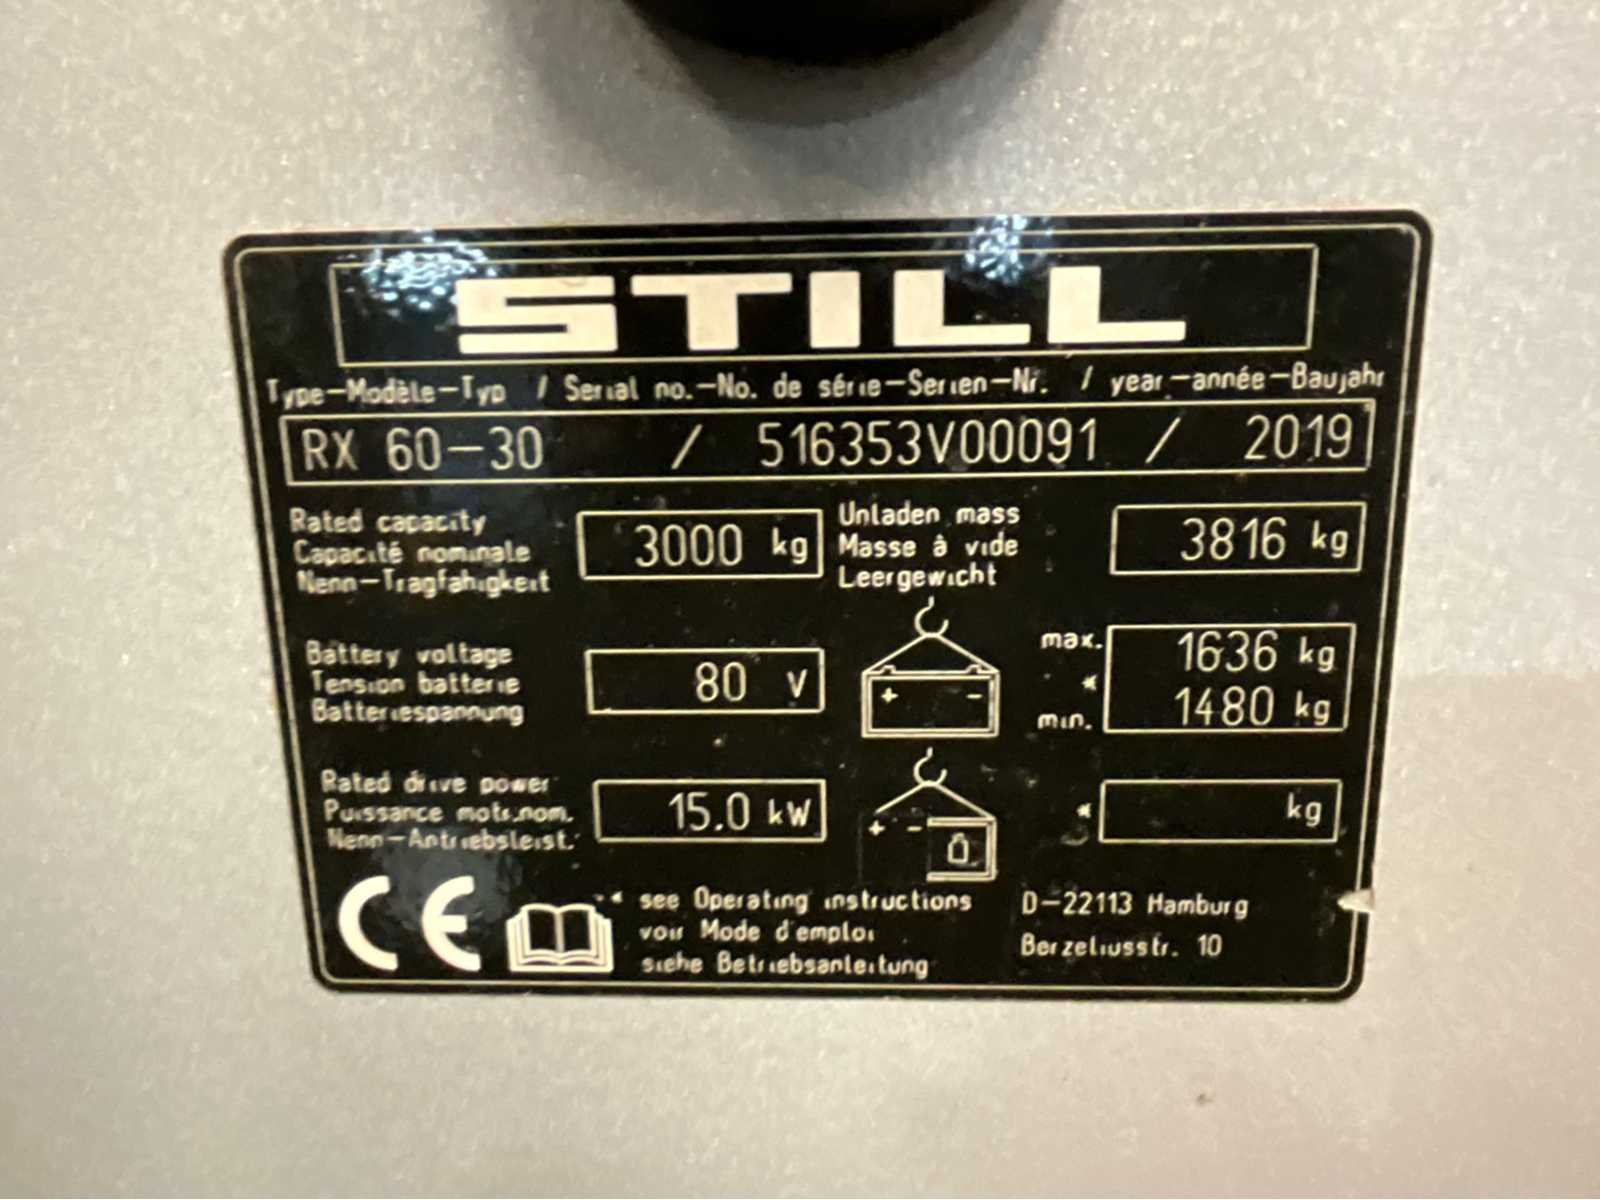 STILL
Type-Modèle-Typ / Serial no.-No. de série-Serien-Nr. / year-année-Baujahr
RX 60-30 / 516353V00091 / 2019
Rated capacity
Capacité nominale
Nenn-Tragfähigkeit
3000 kg
Unladen mass
Masse à vide
Leergewicht
3816 kg
Battery voltage
Tension batterie
Batteriespannung
80 V
+ -
max. 1636 kg
*
min. 1480 kg
Rated drive power
Puissance motr.nom.
Nenn-Antriebsleist.
15.0 kW
+ -
* kg
CE
* see Operating instructions
voir Mode d'emploi
siehe Betriebsanleitung
D-22113 Hamburg
Berzeliusstr. 10